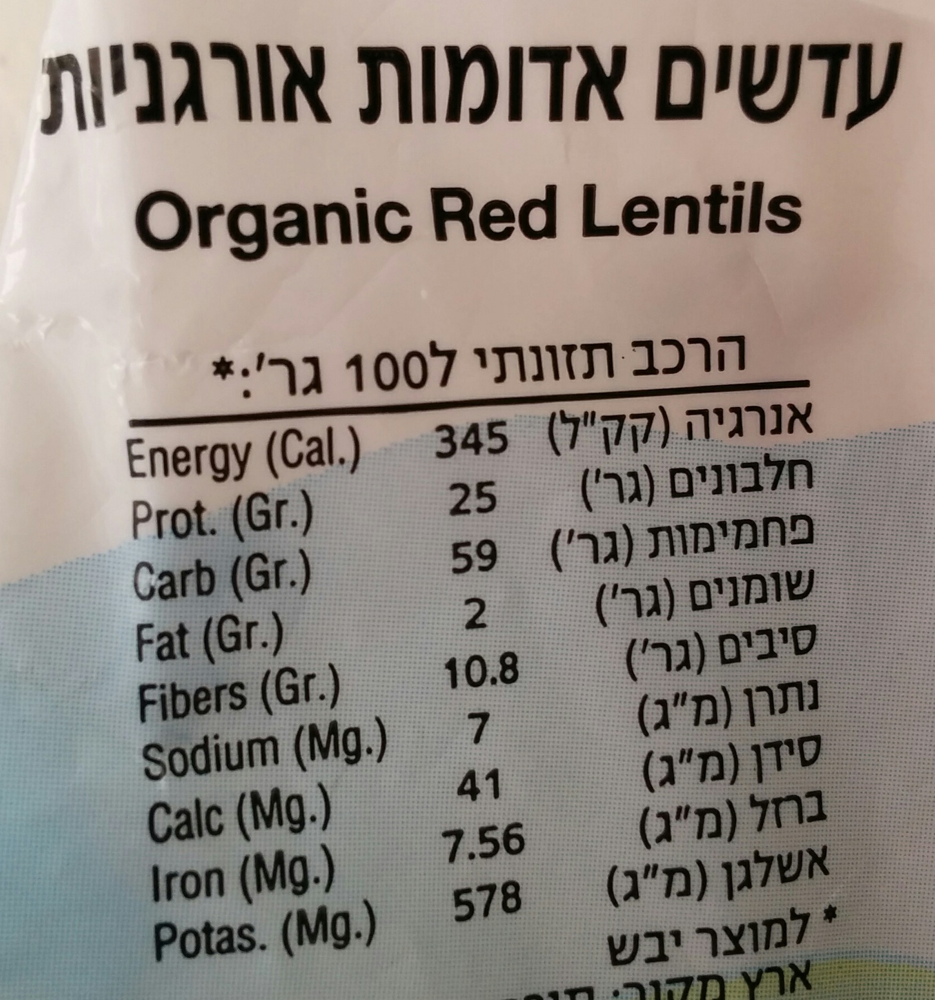 עדשים אדומות אורגניות
Organic Red Lentils
הרכב תזונתי ל100 גר':*
Energy (Cal.) 345 אנרגיה (קק"ל)
Prot. (Gr.) 25 חלבונים (גר')
Carb (Gr.) 59 פחמימות (גר')
Fat (Gr.) 2 שומנים (גר')
Fibers (Gr.) 10.8 סיבים (גר')
Sodium (Mg.) 7 נתרן (מ"ג)
Calc (Mg.) 41 סידן (מ"ג)
Iron (Mg.) 7.56 ברזל (מ"ג)
Potas. (Mg.) 578 אשלגן (מ"ג)
* למוצר יבש
ארץ מקור: